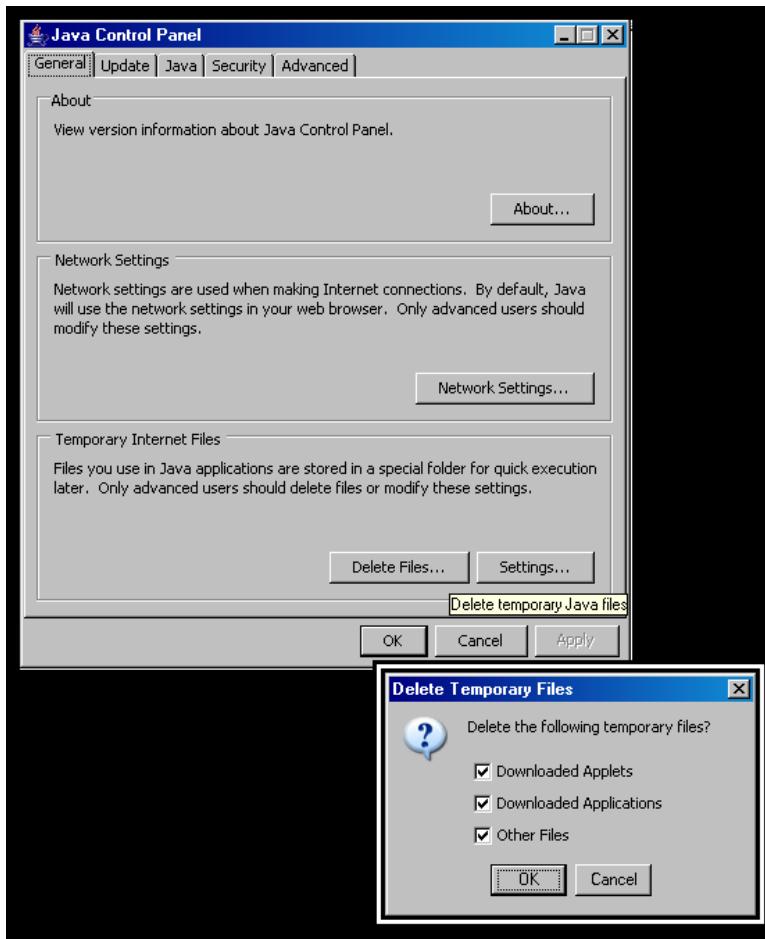 Java Control Panel
General Update Java Security Advanced
About
View version information about Java Control Panel.
About...
Network Settings
Network settings are used when making Internet connections.  By default, Java
will use the network settings in your web browser.  Only advanced users should
modify these settings.
Network Settings...
Temporary Internet Files
Files you use in Java applications are stored in a special folder for quick execution
later.  Only advanced users should delete files or modify these settings.
Delete Files... Settings...
Delete temporary Java files
OK Cancel Apply
Delete Temporary Files
Delete the following temporary files?
Downloaded Applets
Downloaded Applications
Other Files
OK Cancel